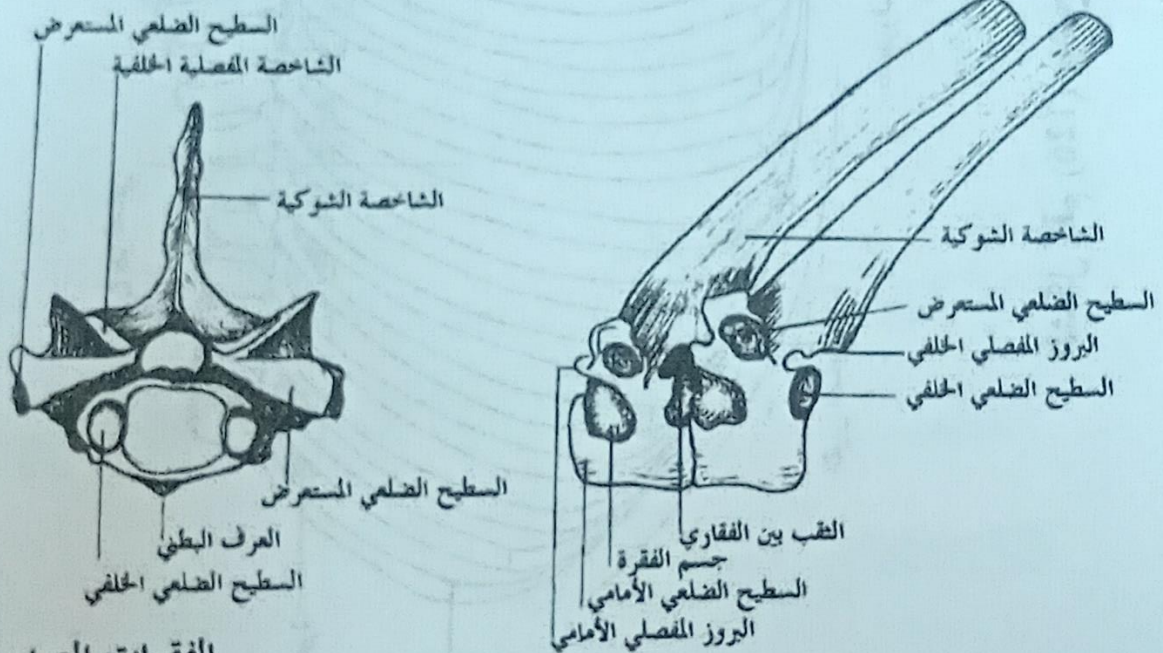 السطيح الضلعي المستعرض
الشاخصة المفصلية الخلفية
الشاخصة الشوكية
السطيح الضلعي المستعرض
العرف البطني
السطيح الضلعي الخلفي
الشاخصة الشوكية
السطيح الضلعي المستعرض
البروز المفصلي الخلفي
السطيح الضلعي الخلفي
الثقب بين الفقاري
جسم الفقرة
السطيح الضلعي الأمامي
البروز المفصلي الأمامي